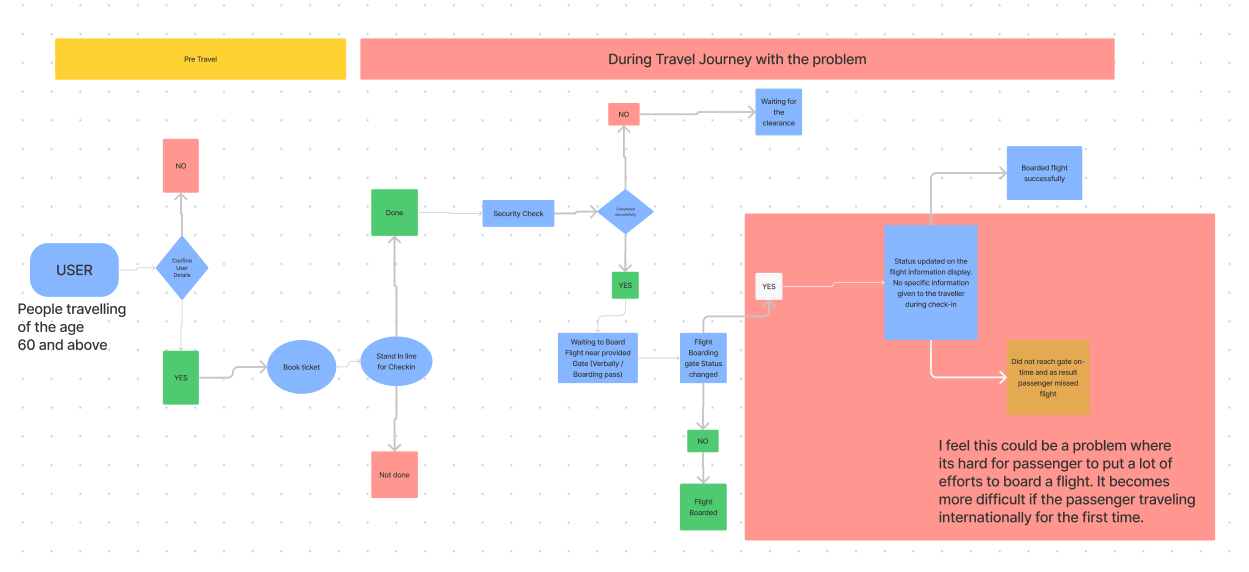 Pre Travel
During Travel Journey with the problem
NO
Waiting for
the
clearance
NO
Boarded flight
successfully
Done
Security Check
Completed
successfully
USER
Confirm
User
Details
People travelling
of the age
60 and above
YES
Book ticket
Stand In line
for Checkin
Not done
YES
Waiting to Board
Flight near provided
Gate (Verbally /
Boarding pass)
Flight
Boarding
gate Status
changed
YES
NO
Flight
Boarded
Status updated on the
flight information display.
No specific information
given to the traveller
during check-in
Did not reach gate on-
time and as result
passenger missed
flight
I feel this could be a problem where
its hard for passenger to put a lot of
efforts to board a flight. It becomes
more difficult if the passenger traveling
internationally for the first time.